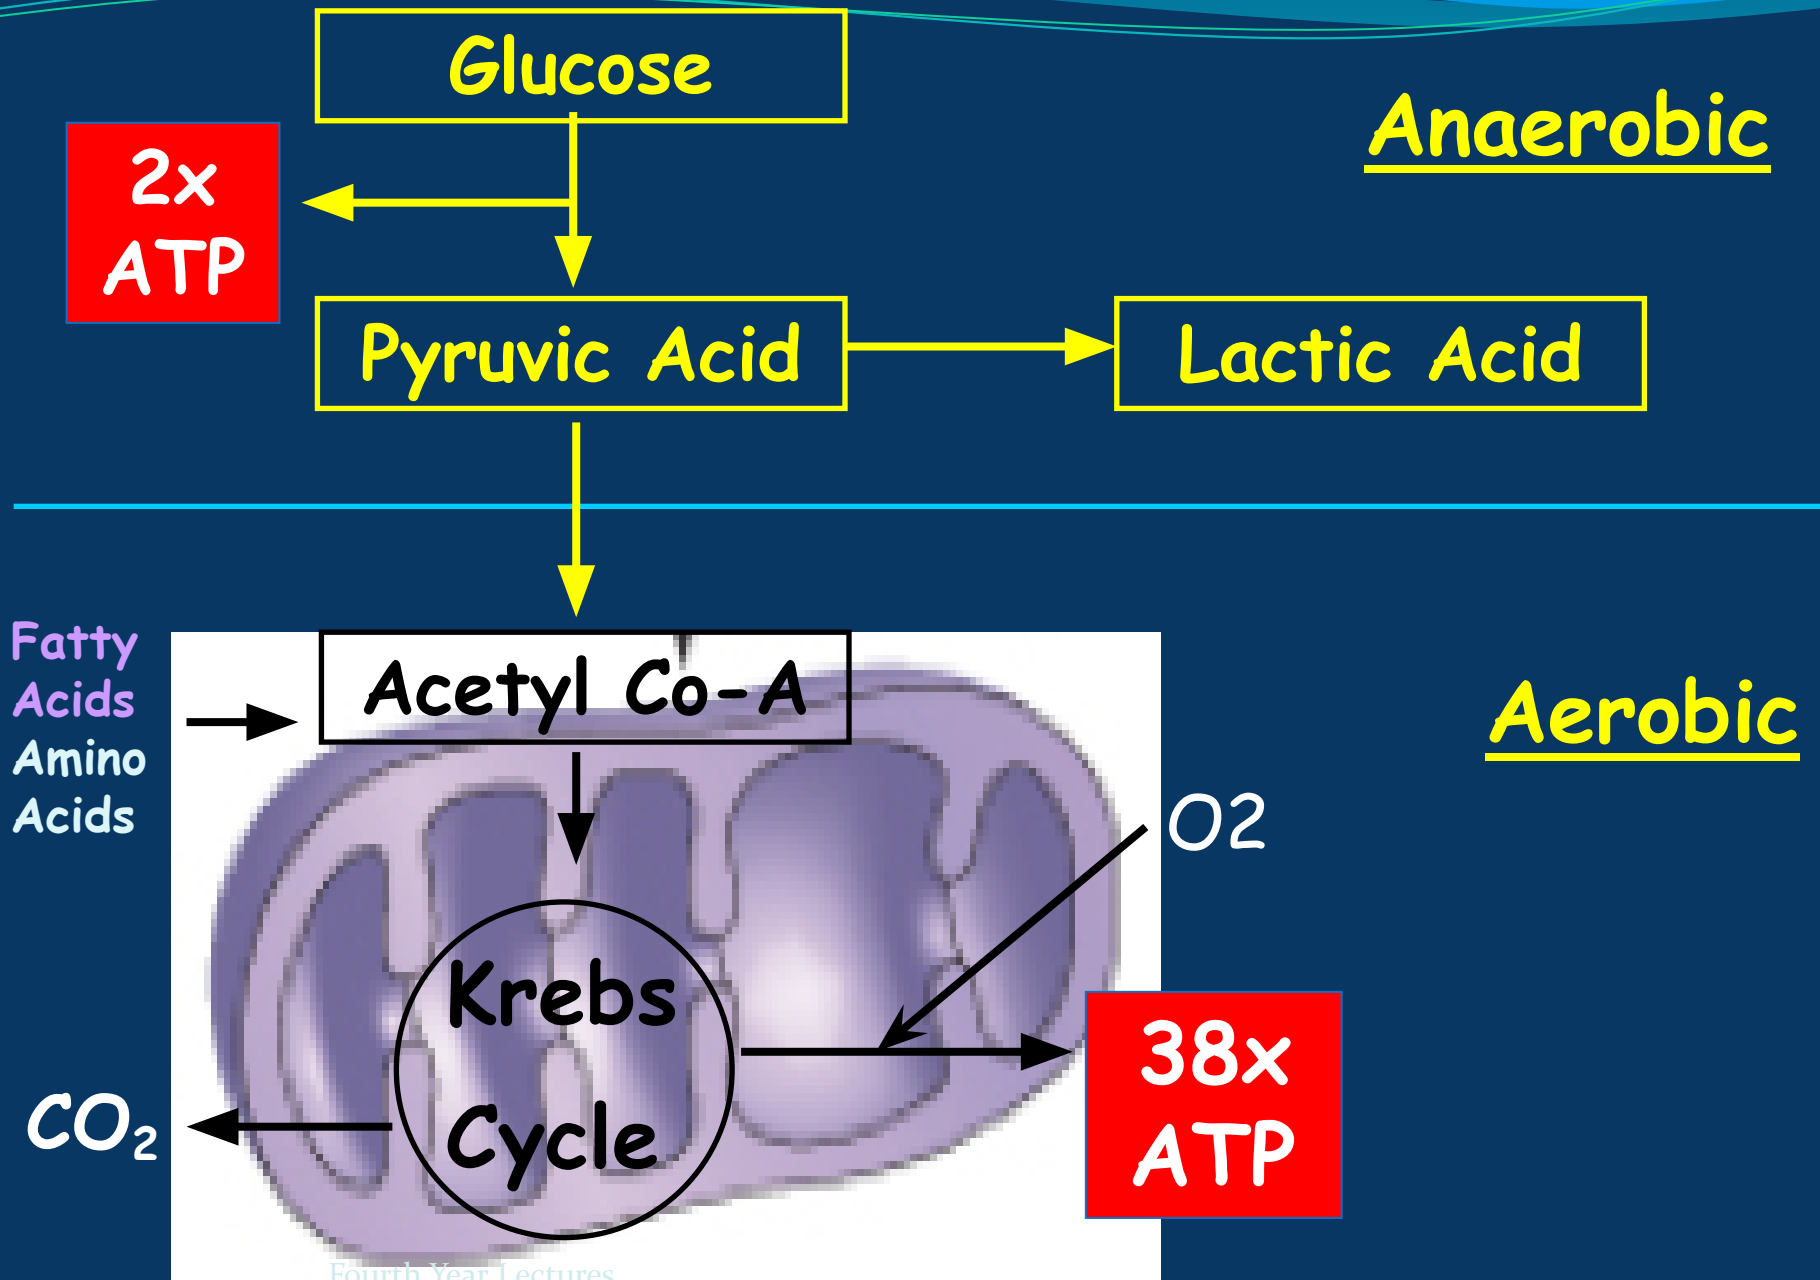 Glucose
Anaerobic
2x
ATP
Pyruvic Acid
Lactic Acid
Fatty
Acids
Amino
Acids
Acetyl Co-A
Aerobic
O2
Krebs
Cycle
38x
ATP
CO₂
Fourth Year Lectures